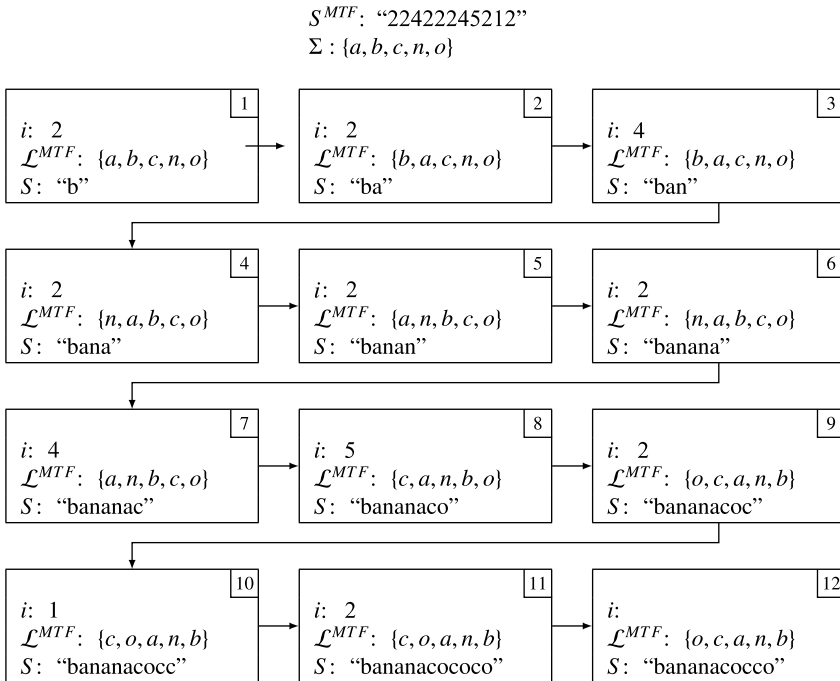 S^MTF: “22422245212”
Σ : {a, b, c, n, o}
1
i: 2
ℒ^MTF: {a, b, c, n, o}
S: “b”
2
i: 2
ℒ^MTF: {b, a, c, n, o}
S: “ba”
3
i: 4
ℒ^MTF: {b, a, c, n, o}
S: “ban”
4
i: 2
ℒ^MTF: {n, a, b, c, o}
S: “bana”
5
i: 2
ℒ^MTF: {a, n, b, c, o}
S: “banan”
6
i: 2
ℒ^MTF: {n, a, b, c, o}
S: “banana”
7
i: 4
ℒ^MTF: {a, n, b, c, o}
S: “bananac”
8
i: 5
ℒ^MTF: {c, a, n, b, o}
S: “bananaco”
9
i: 2
ℒ^MTF: {o, c, a, n, b}
S: “bananacoc”
10
i: 1
ℒ^MTF: {c, o, a, n, b}
S: “bananacocc”
11
i: 2
ℒ^MTF: {c, o, a, n, b}
S: “bananacococo”
12
i:
ℒ^MTF: {o, c, a, n, b}
S: “bananacocco”